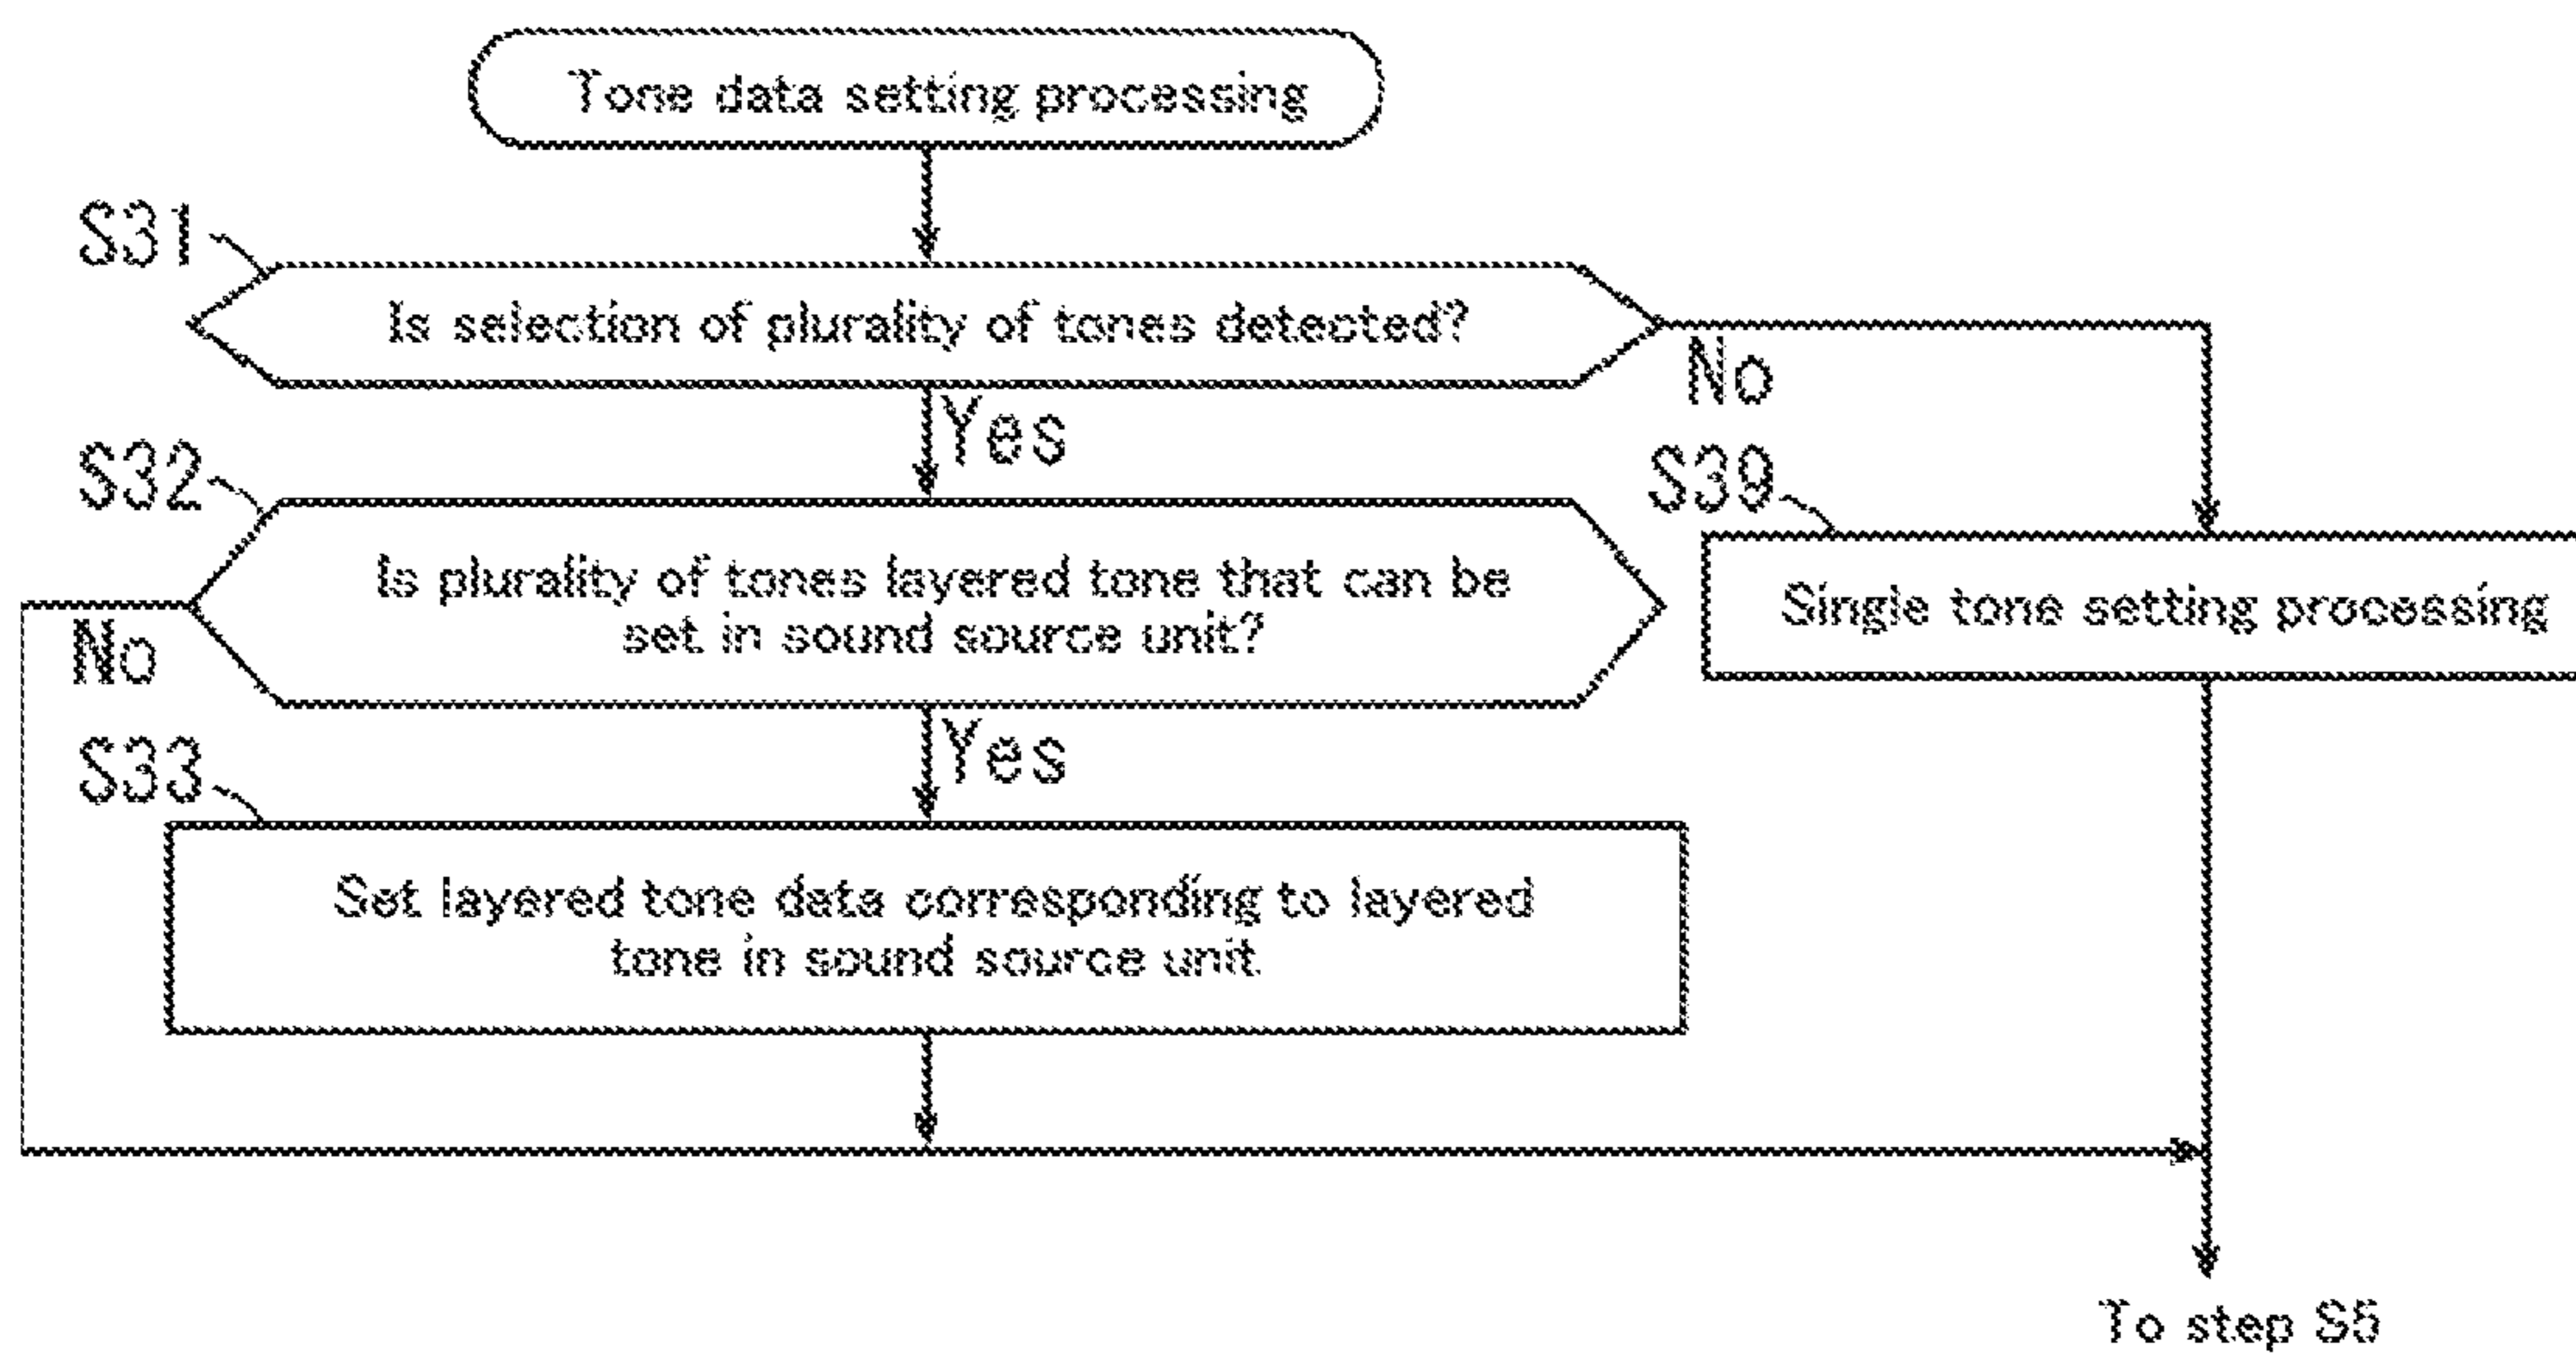 Tone data setting processing
S31
Is selection of plurality of tones detected?
No
Yes
S32
S39
Is plurality of tones layered tone that can be
set in sound source unit?
Single tone setting processing
No
Yes
S33
Set layered tone data corresponding to layered
tone in sound source unit
To step S5